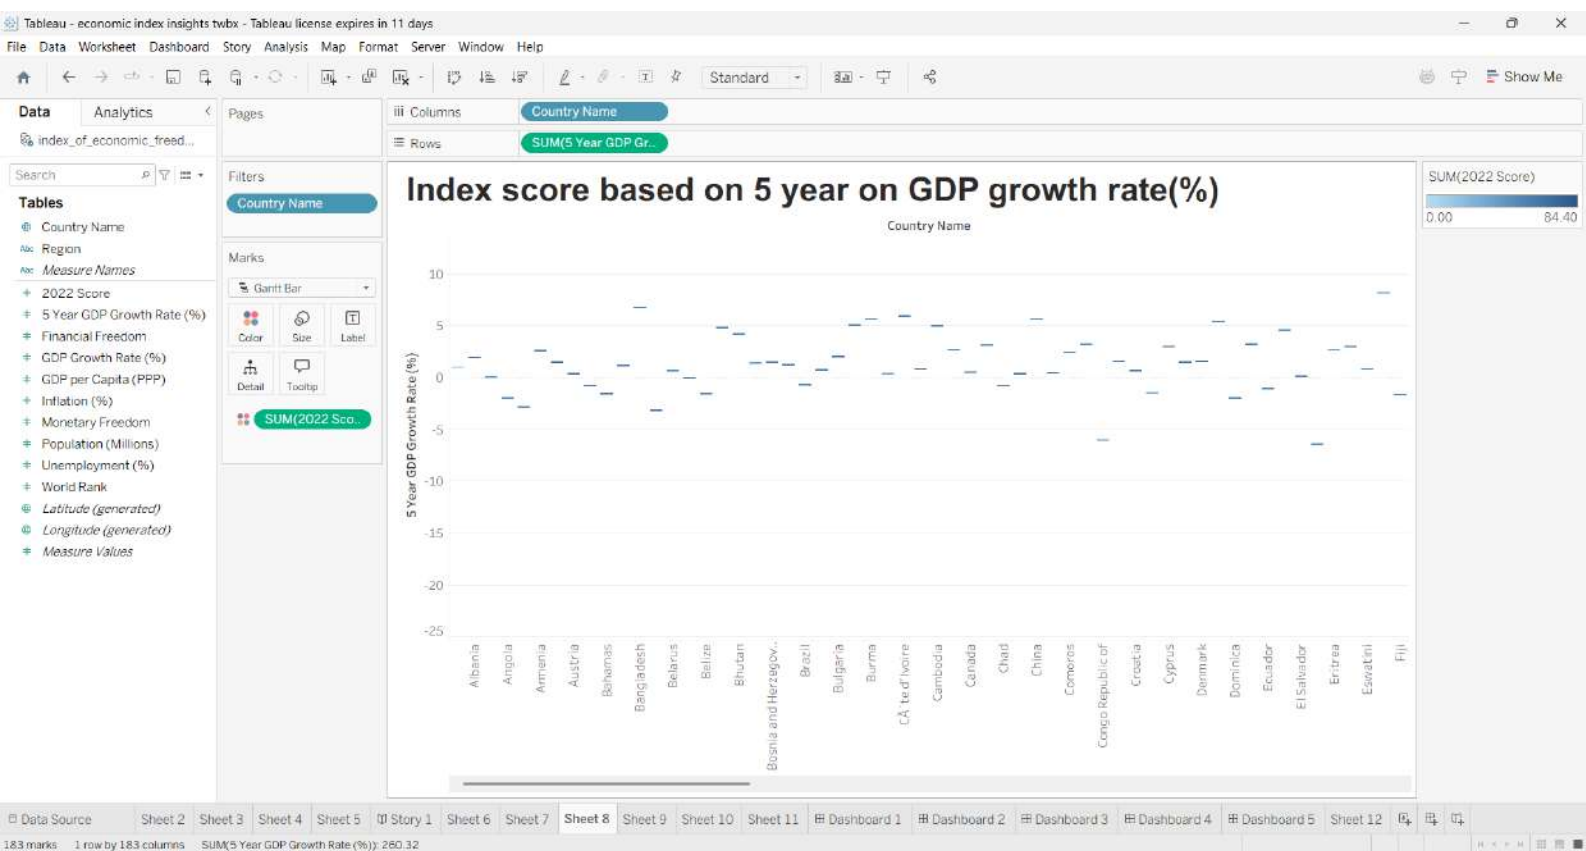 Tableau - economic index insights twbx - Tableau license expires in 11 days
File Data Worksheet Dashboard Story Analysis Map Format Server Window Help
Standard
Show Me
Data Analytics
Pages
iii Columns Country Name
index_of_economic_freed...
Rows SUM(5 Year GDP Gr..
Search
Filters
Country Name
Tables
Country Name
Abc Region
Abc Measure Names
2022 Score
5 Year GDP Growth Rate (%)
Financial Freedom
GDP Growth Rate (%)
GDP per Capita (PPP)
Inflation (%)
Monetary Freedom
Population (Millions)
Unemployment (%)
World Rank
Latitude (generated)
Longitude (generated)
Measure Values
Marks
Gantt Bar
Color Size Label
Detail Tooltip
SUM(2022 Sco..
Index score based on 5 year on GDP growth rate(%)
Country Name
5 Year GDP Growth Rate (%)
10
5
0
-5
-10
-15
-20
-25
Albania
Angola
Armenia
Austria
Bahamas
Bangladesh
Belarus
Belize
Bhutan
Bosnia and Herzegov..
Brazil
Bulgaria
Burma
CÃ´te d'Ivoire
Cambodia
Canada
Chad
China
Comoros
Congo Republic of
Croatia
Cyprus
Denmark
Dominica
Ecuador
El Salvador
Eritrea
Eswatini
Fiji
SUM(2022 Score)
0.00 84.40
Data Source Sheet 2 Sheet 3 Sheet 4 Sheet 5 Story 1 Sheet 6 Sheet 7 Sheet 8 Sheet 9 Sheet 10 Sheet 11 Dashboard 1 Dashboard 2 Dashboard 3 Dashboard 4 Dashboard 5 Sheet 12
183 marks 1 row by 183 columns SUM(5 Year GDP Growth Rate (%)): 260.32